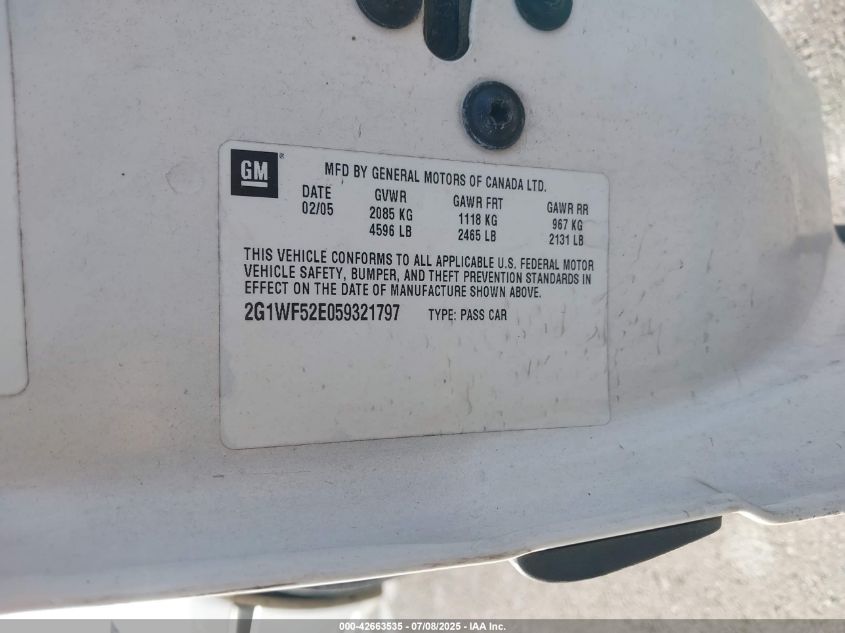 GM ®
MFD BY GENERAL MOTORS OF CANADA LTD.
DATE GVWR GAWR FRT GAWR RR
02/05 2085 KG 1118 KG 967 KG
4596 LB 2465 LB 2131 LB
THIS VEHICLE CONFORMS TO ALL APPLICABLE U.S. FEDERAL MOTOR
VEHICLE SAFETY, BUMPER, AND THEFT PREVENTION STANDARDS IN
EFFECT ON THE DATE OF MANUFACTURE SHOWN ABOVE.
2G1WF52E059321797 TYPE: PASS CAR
000-42663535 - 07/08/2025 - IAA Inc.